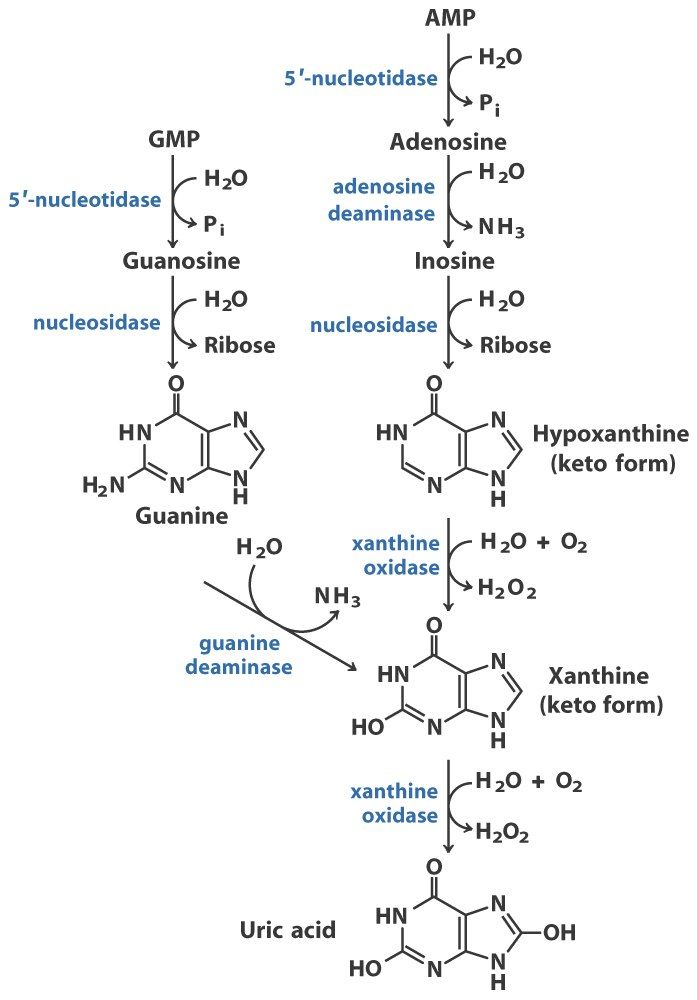 AMP
H2O
5′-nucleotidase
Pi
Adenosine
GMP
H2O
5′-nucleotidase
Pi
Guanosine
H2O
adenosine
deaminase
NH3
Inosine
H2O
nucleosidase
Ribose
H2O
nucleosidase
Ribose
O
HN
N
H2N
N
N
H
Guanine
O
HN
N
N
N
H
Hypoxanthine
(keto form)
H2O
NH3
guanine
deaminase
xanthine
oxidase
H2O + O2
H2O2
O
HN
N
HO
N
N
H
Xanthine
(keto form)
xanthine
oxidase
H2O + O2
H2O2
Uric acid
O
HN
N
OH
HO
N
N
H